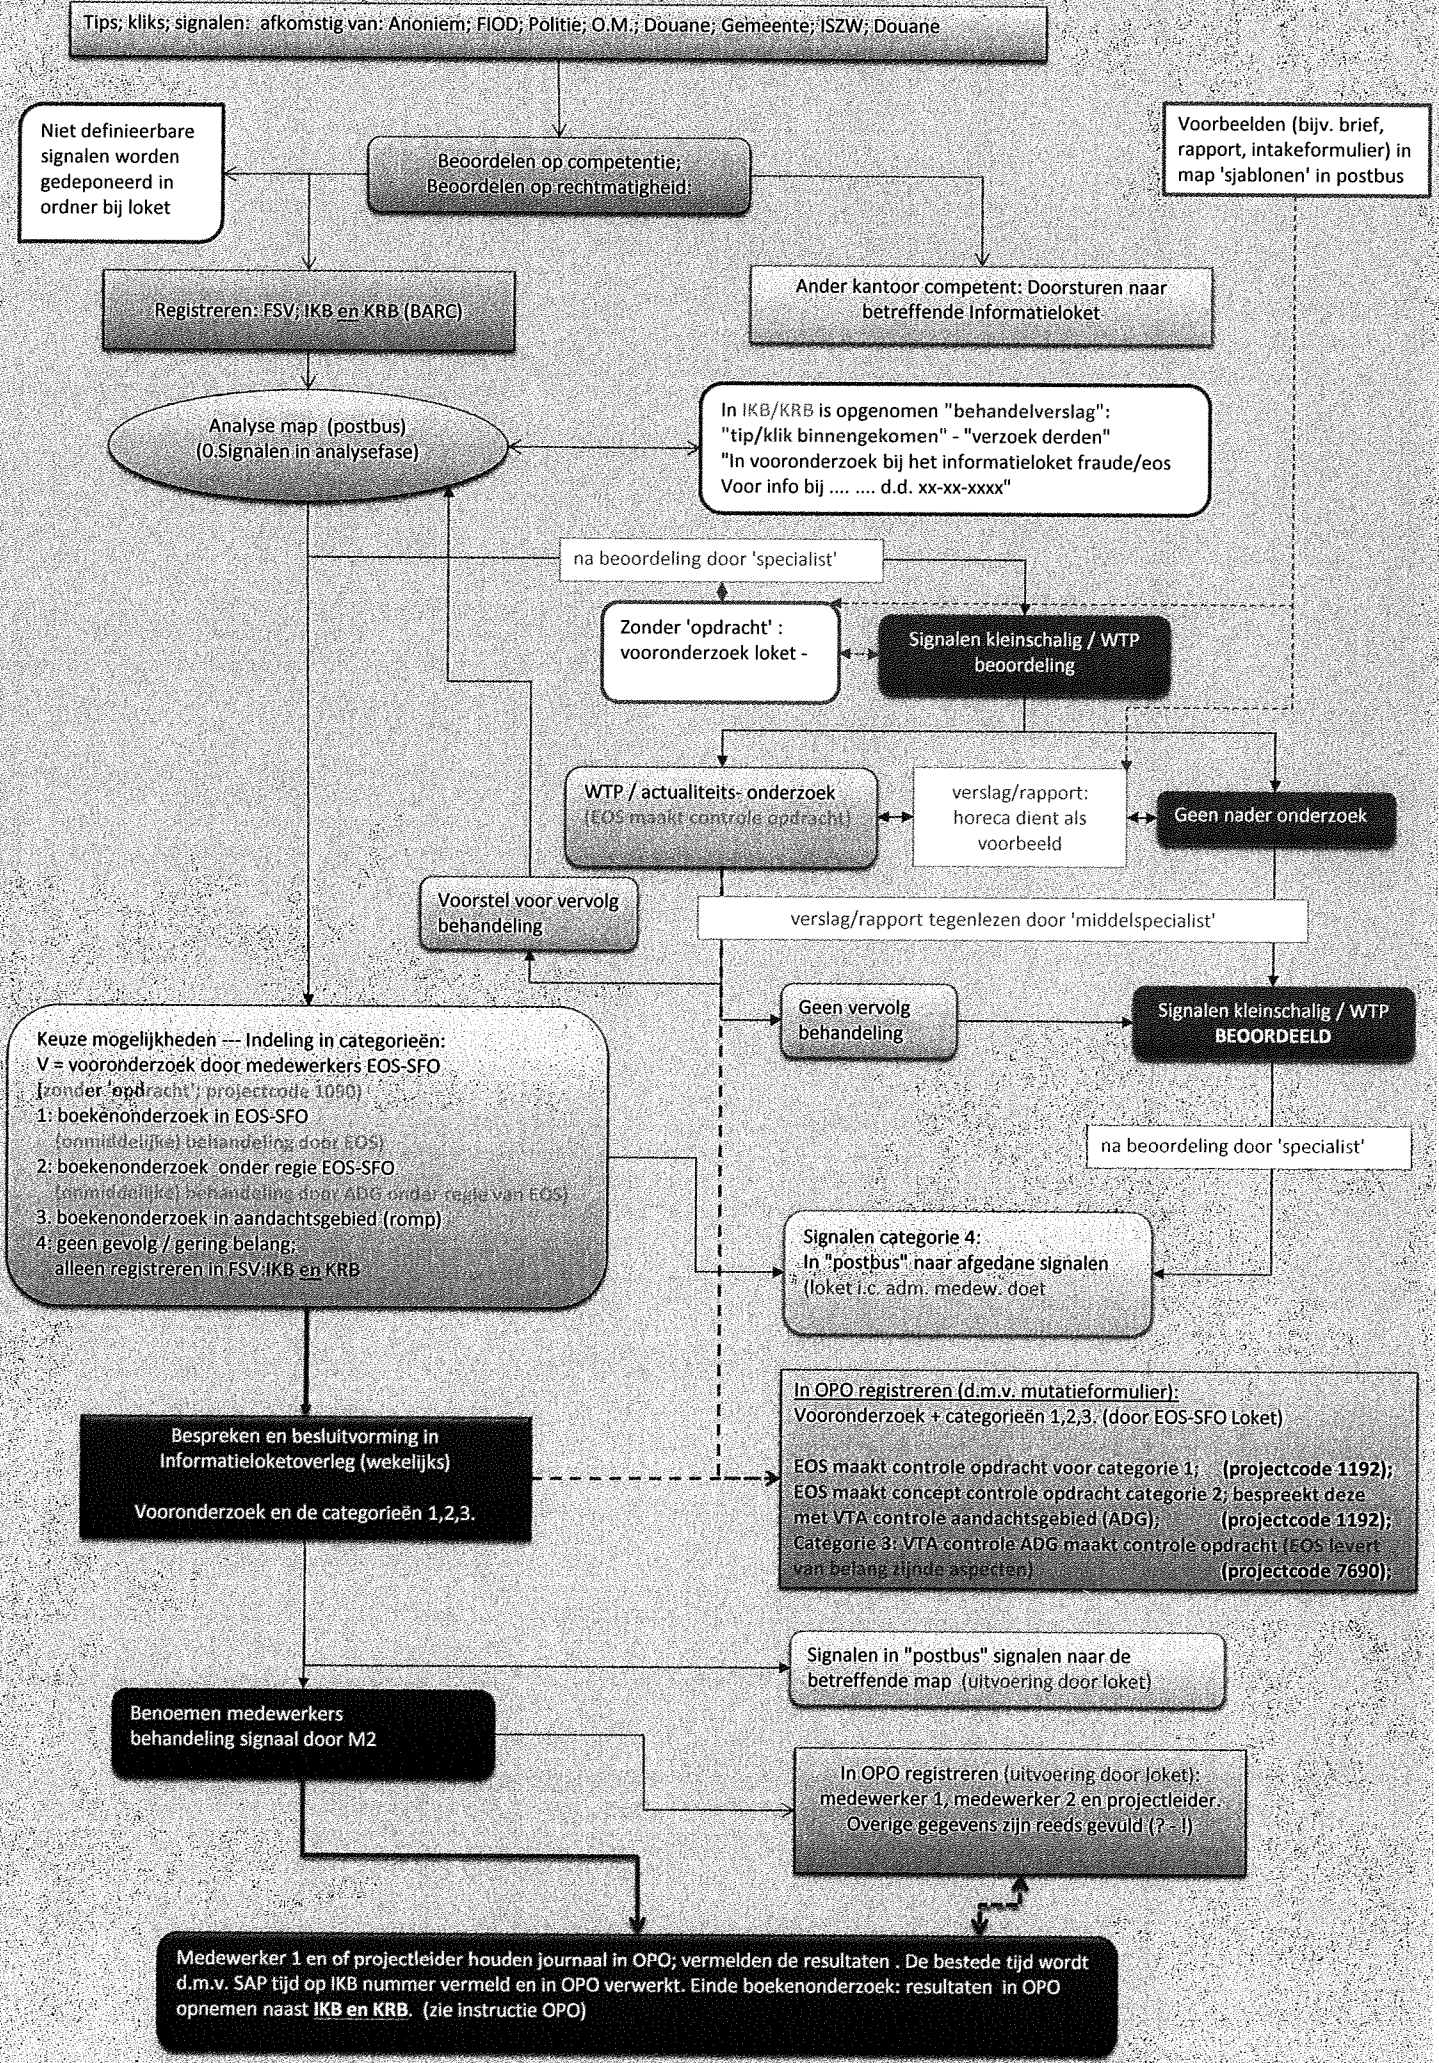 Tips; kliks; signalen: afkomstig van: Anoniem; FIOD; Politie; O.M.; Douane; Gemeente; ISZW; Douane
Niet definieerbare
signalen worden
gedeponeerd in
ordner bij loket
Beoordelen op competentie;
Beoordelen op rechtmatigheid:
Voorbeelden (bijv. brief,
rapport, intakeformulier) in
map 'sjablonen' in postbus
Registreren: FSV; IKB en KRB (BARC)
Ander kantoor competent: Doorsturen naar
betreffende Informatieloket
Analyse map (postbus)
(0.Signalen in analysefase)
In IKB/KRB is opgenomen "behandelverslag":
"tip/klik binnengekomen" - "verzoek derden"
"In vooronderzoek bij het informatieloket fraude/eos
Voor info bij .... .... d.d. xx-xx-xxxx"
na beoordeling door 'specialist'
Zonder 'opdracht' :
vooronderzoek loket -
Signalen kleinschalig / WTP
beoordeling
WTP / actualiteits- onderzoek
(EOS maakt controle opdracht)
verslag/rapport:
horeca dient als
voorbeeld
Geen nader onderzoek
Voorstel voor vervolg
behandeling
verslag/rapport tegenlezen door 'middelspecialist'
Geen vervolg
behandeling
Signalen kleinschalig / WTP
BEOORDEELD
Keuze mogelijkheden --- Indeling in categorieën:
V = vooronderzoek door medewerkers EOS-SFO
(zonder 'opdracht'; projectcode 1090)
1: boekenonderzoek in EOS-SFO
(onmiddelijke) behandeling door EOS)
2: boekenonderzoek onder regie EOS-SFO
(onmiddelijke) behandeling door ADG onder regie van EOS)
3. boekenonderzoek in aandachtsgebied (romp)
4: geen gevolg / gering belang;
alleen registreren in FSV:IKB en KRB
na beoordeling door 'specialist'
Signalen categorie 4:
In "postbus" naar afgedane signalen
(loket i.c. adm. medew. doet
Bespreken en besluitvorming in
Informatieloketoverleg (wekelijks)
Vooronderzoek en de categorieën 1,2,3.
In OPO registreren (d.m.v. mutatieformulier):
Vooronderzoek + categorieën 1,2,3. (door EOS-SFO Loket)
EOS maakt controle opdracht voor categorie 1; (projectcode 1192);
EOS maakt concept controle opdracht categorie 2; bespreekt deze
met VTA controle aandachtsgebied (ADG); (projectcode 1192);
Categorie 3: VTA controle ADG maakt controle opdracht (EOS levert
van belang zijnde aspecten) (projectcode 7690);
Signalen in "postbus" signalen naar de
betreffende map (uitvoering door loket)
Benoemen medewerkers
behandeling signaal door M2
In OPO registreren (uitvoering door loket):
medewerker 1, medewerker 2 en projectleider.
Overige gegevens zijn reeds gevuld (? - !)
Medewerker 1 en of projectleider houden journaal in OPO; vermelden de resultaten . De bestede tijd wordt
d.m.v. SAP tijd op IKB nummer vermeld en in OPO verwerkt. Einde boekenonderzoek: resultaten in OPO
opnemen naast IKB en KRB. (zie instructie OPO)